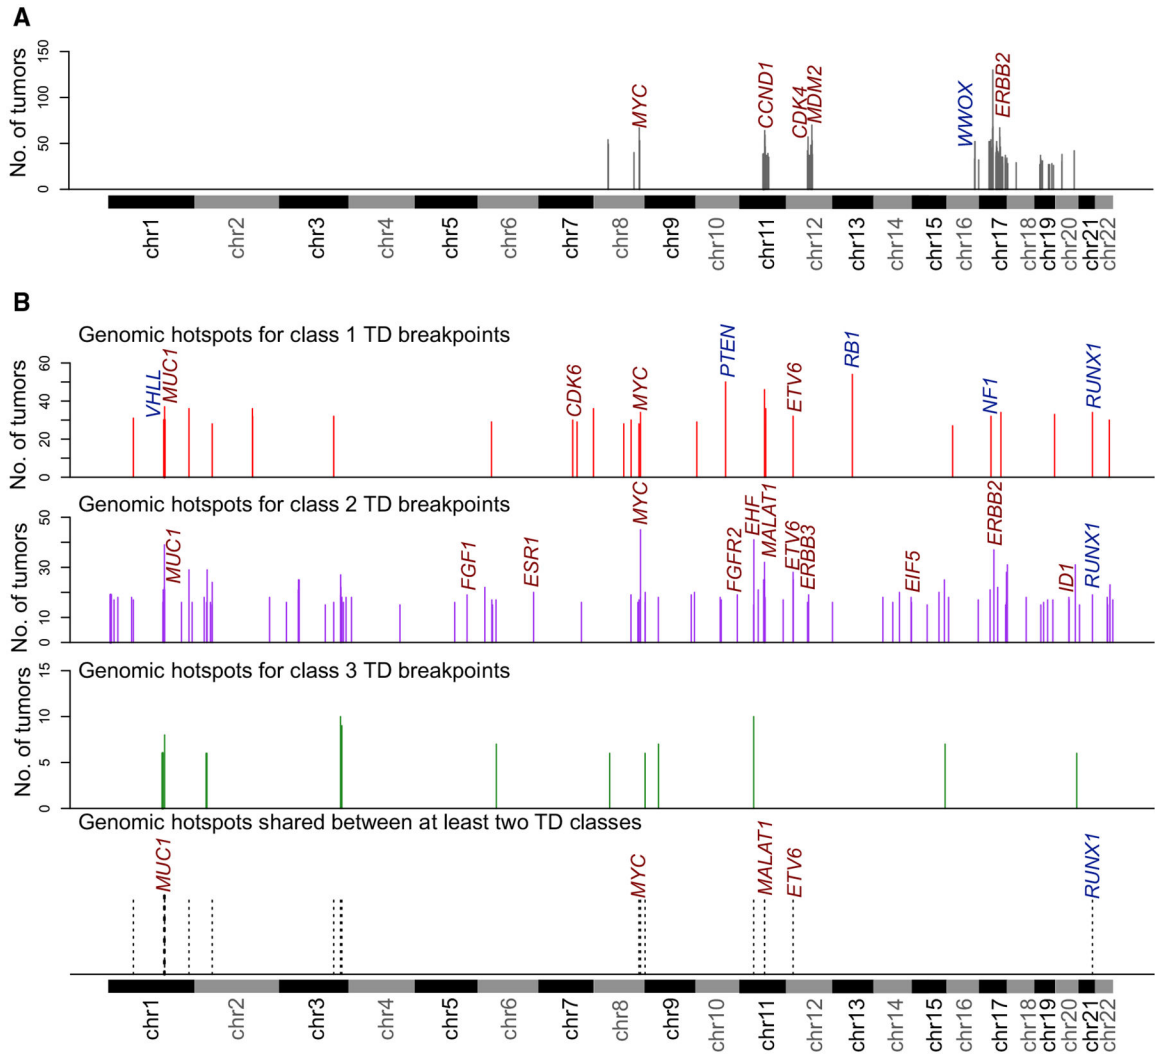 A
No. of tumors
150
100
50
0
MYC
CCND1
CDK4
MDM2
WWOX
ERBB2
chr1
chr2
chr3
chr4
chr5
chr6
chr7
chr8
chr9
chr10
chr11
chr12
chr13
chr14
chr15
chr16
chr17
chr18
chr19
chr20
chr21
chr22
B
Genomic hotspots for class 1 TD breakpoints
No. of tumors
60
40
20
0
VHLL
MUC1
CDK6
MYC
PTEN
ETV6
RB1
NF1
RUNX1
Genomic hotspots for class 2 TD breakpoints
No. of tumors
50
30
10
0
MUC1
FGF1
ESR1
MYC
FGFR2
EHF
MALAT1
ETV6
ERBB3
EIF5
ERBB2
ID1
RUNX1
Genomic hotspots for class 3 TD breakpoints
No. of tumors
15
10
5
0
Genomic hotspots shared between at least two TD classes
MUC1
MYC
MALAT1
ETV6
RUNX1
chr1
chr2
chr3
chr4
chr5
chr6
chr7
chr8
chr9
chr10
chr11
chr12
chr13
chr14
chr15
chr16
chr17
chr18
chr19
chr20
chr21
chr22